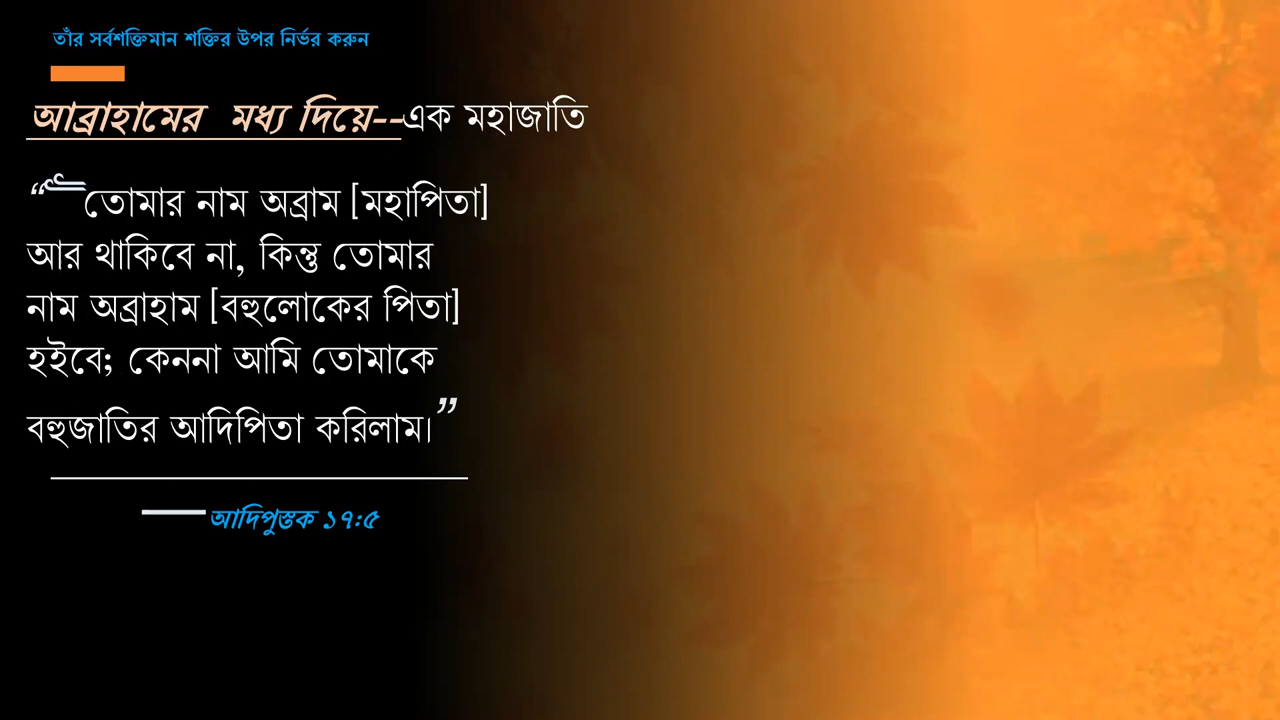 তাঁর সর্বশক্তিমান শক্তির উপর নির্ভর করুন
আব্রাহামের মধ্য দিয়ে--এক মহাজাতি
“তোমার নাম অব্রাম [মহাপিতা]
আর থাকিবে না, কিন্তু তোমার
নাম অব্রাহাম [বহুলোকের পিতা]
হইবে; কেননা আমি তোমাকে
বহুজাতির আদিপিতা করিলাম।”
আদিপুস্তক ১৭:৫